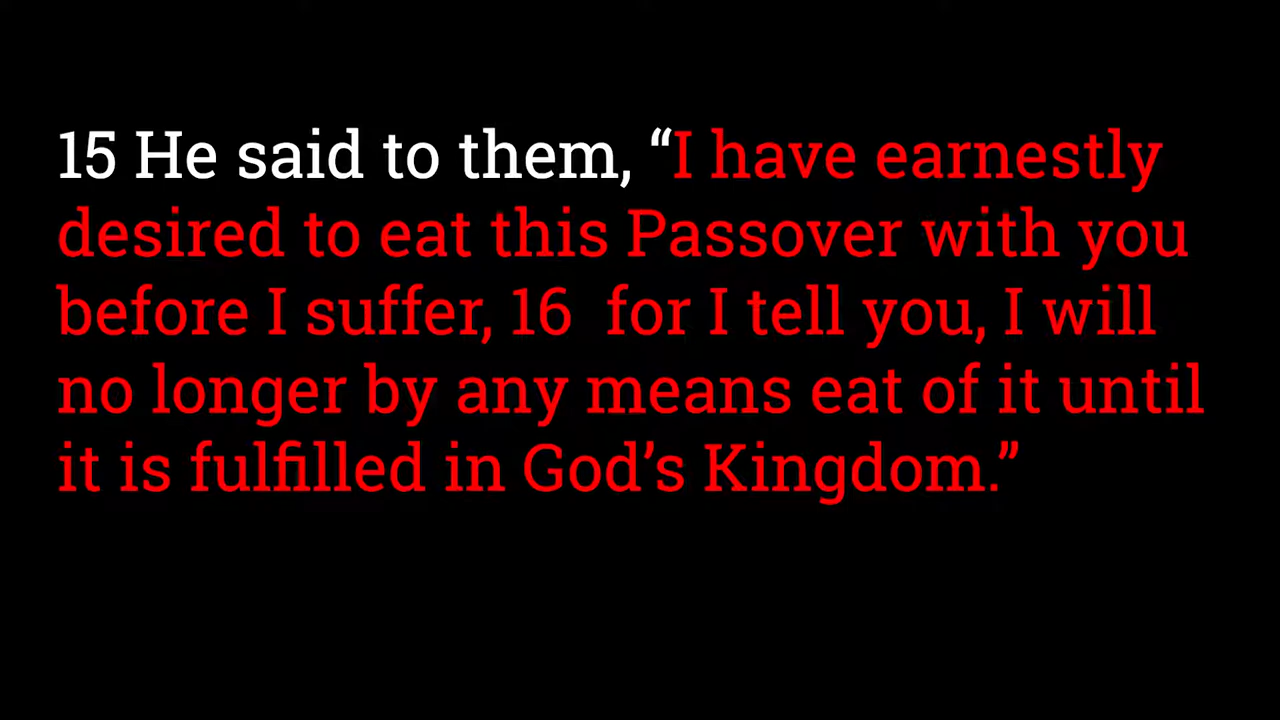 15 He said to them, “I have earnestly
desired to eat this Passover with you
before I suffer, 16  for I tell you, I will
no longer by any means eat of it until
it is fulfilled in God’s Kingdom.”